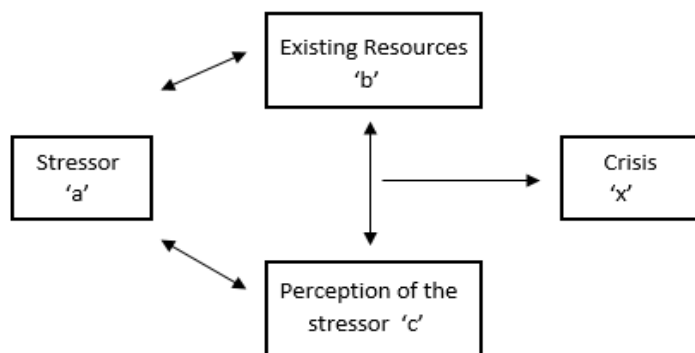 Existing Resources
‘b’
Stressor
‘a’
Crisis
‘x’
Perception of the
stressor ‘c’